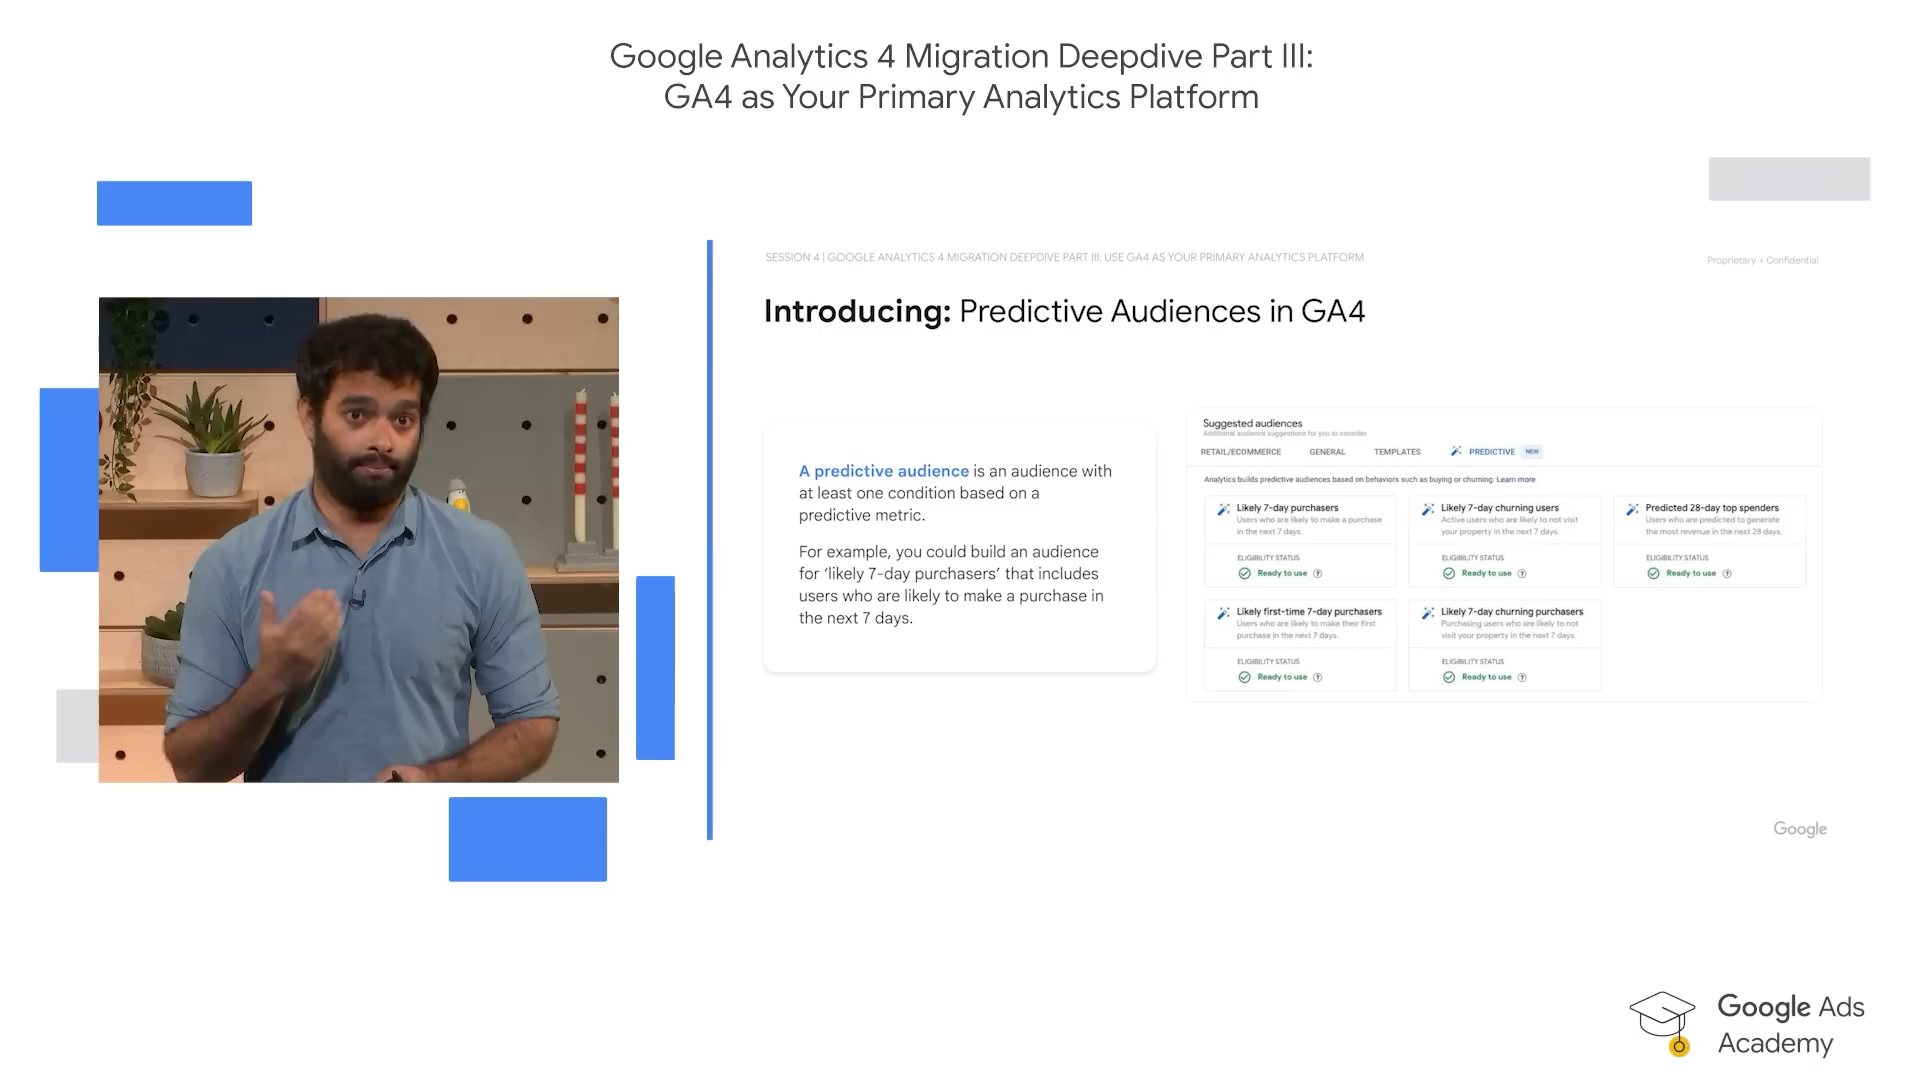 Google Analytics 4 Migration Deepdive Part III:
GA4 as Your Primary Analytics Platform
SESSION 4 | GOOGLE ANALYTICS 4 MIGRATION DEEPDIVE PART III: USE GA4 AS YOUR PRIMARY ANALYTICS PLATFORM
Proprietary + Confidential
Introducing: Predictive Audiences in GA4
A predictive audience is an audience with
at least one condition based on a
predictive metric.
For example, you could build an audience
for ‘likely 7-day purchasers’ that includes
users who are likely to make a purchase in
the next 7 days.
Suggested audiences
Additional audience suggestions for you to consider
RETAIL/ECOMMERCE GENERAL TEMPLATES PREDICTIVE NEW
Analytics builds predictive audiences based on behaviors such as buying or churning. Learn more
Likely 7-day purchasers
Users who are likely to make a purchase
in the next 7 days.
ELIGIBILITY STATUS
Ready to use ?
Likely 7-day churning users
Active users who are likely to not visit
your property in the next 7 days.
ELIGIBILITY STATUS
Ready to use ?
Predicted 28-day top spenders
Users who are predicted to generate
the most revenue in the next 28 days.
ELIGIBILITY STATUS
Ready to use ?
Likely first-time 7-day purchasers
Users who are likely to make their first
purchase in the next 7 days.
ELIGIBILITY STATUS
Ready to use ?
Likely 7-day churning purchasers
Purchasing users who are likely to not
visit your property in the next 7 days.
ELIGIBILITY STATUS
Ready to use ?
Google
Google Ads
Academy